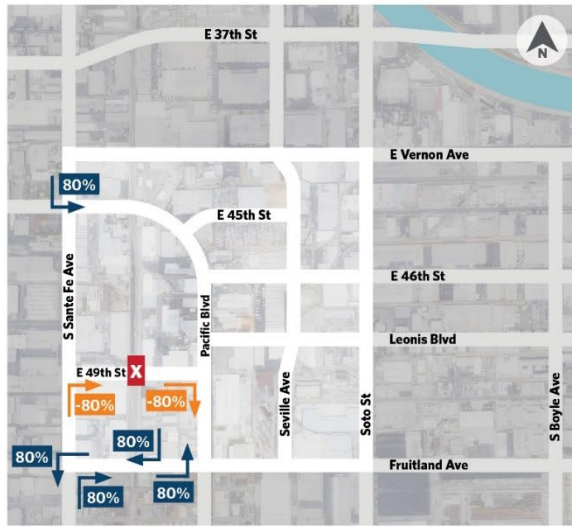 E 37th St
N
E Vernon Ave
80%
E 45th St
S Sante Fe Ave
Pacific Blvd
E 46th St
Leonis Blvd
E 49th St
X
-80%
-80%
Seville Ave
Soto St
S Boyle Ave
80%
80%
Fruitland Ave
80%
80%